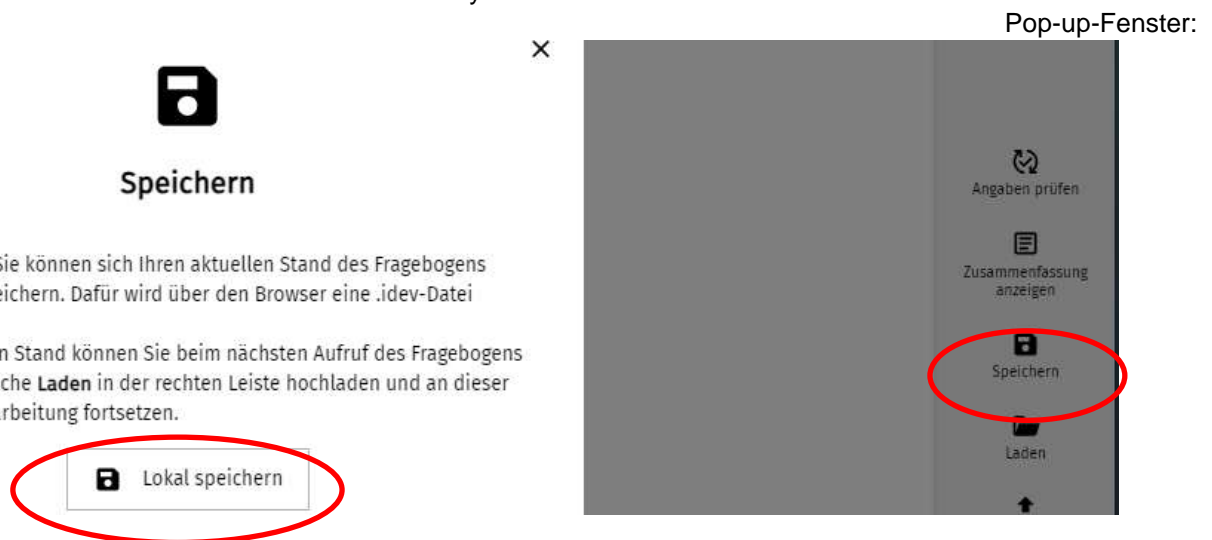 Pop-up-Fenster:
Speichern
Sie können sich Ihren aktuellen Stand des Fragebogens
eichern. Dafür wird über den Browser eine .idev-Datei
n Stand können Sie beim nächsten Aufruf des Fragebogens
che Laden in der rechten Leiste hochladen und an dieser
rbeitung fortsetzen.
Lokal speichern
Angaben prüfen
Zusammenfassung
anzeigen
Speichern
Laden